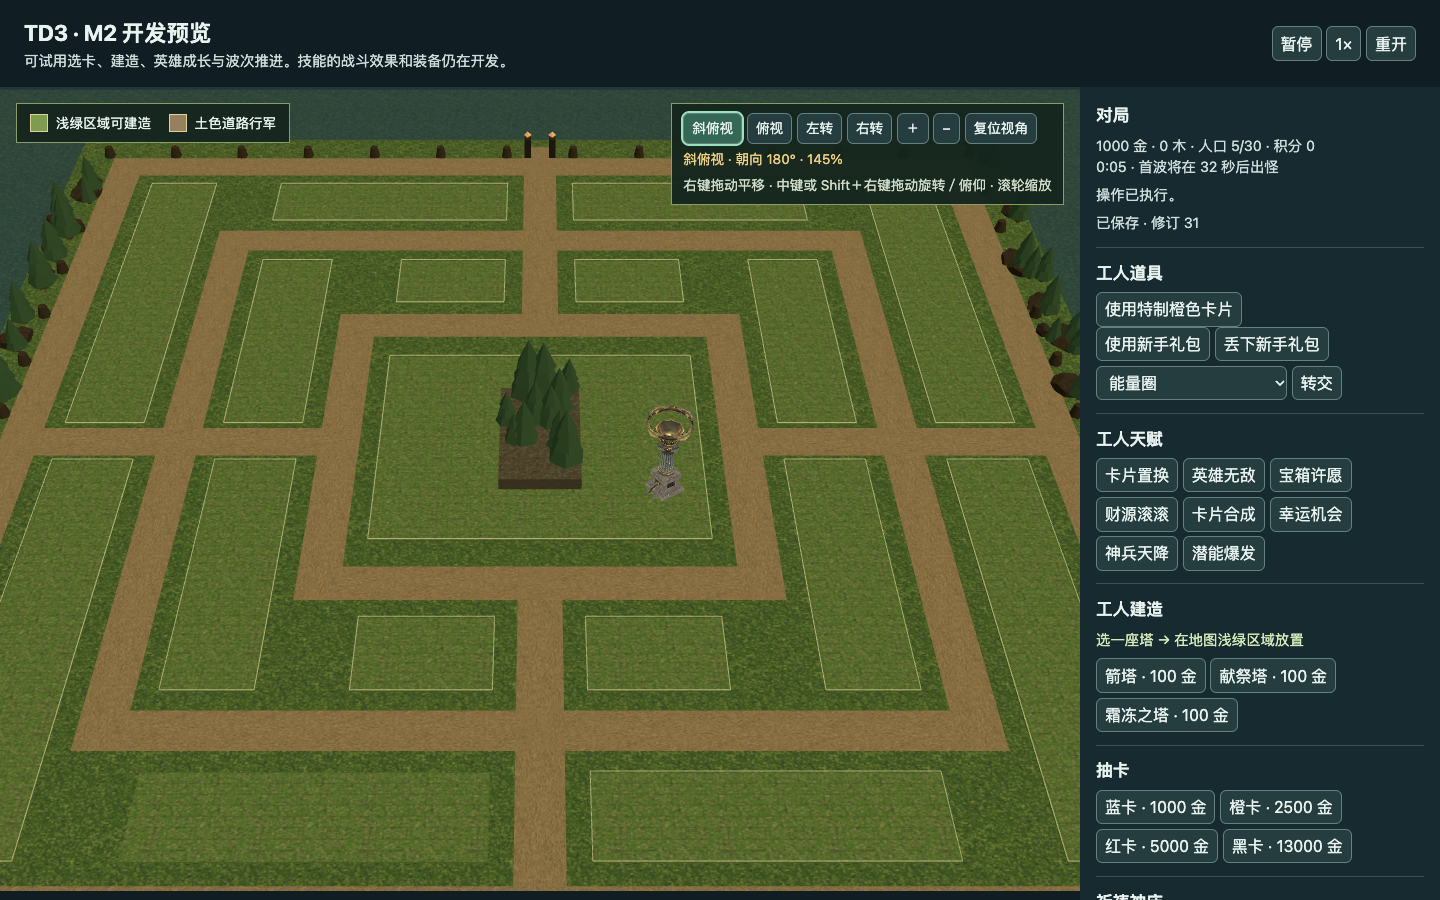 TD3 · M2 开发预览
可试用选卡、建造、英雄成长与波次推进。技能的战斗效果和装备仍在开发。
暂停 1× 重开
浅绿区域可建造 土色道路行军
斜俯视 俯视 左转 右转 + − 复位视角
斜俯视 · 朝向 180° · 145%
右键拖动平移 · 中键或 Shift+右键拖动旋转 / 俯仰 · 滚轮缩放
对局
1000 金 · 0 木 · 人口 5/30 · 积分 0
0:05 · 首波将在 32 秒后出怪
操作已执行。
已保存 · 修订 31
工人道具
使用特制橙色卡片
使用新手礼包 丢下新手礼包
能量圈 转交
工人天赋
卡片置换 英雄无敌 宝箱许愿
财源滚滚 卡片合成 幸运机会
神兵天降 潜能爆发
工人建造
选一座塔 → 在地图浅绿区域放置
箭塔 · 100 金 献祭塔 · 100 金
霜冻之塔 · 100 金
抽卡
蓝卡 · 1000 金 橙卡 · 2500 金
红卡 · 5000 金 黑卡 · 13000 金